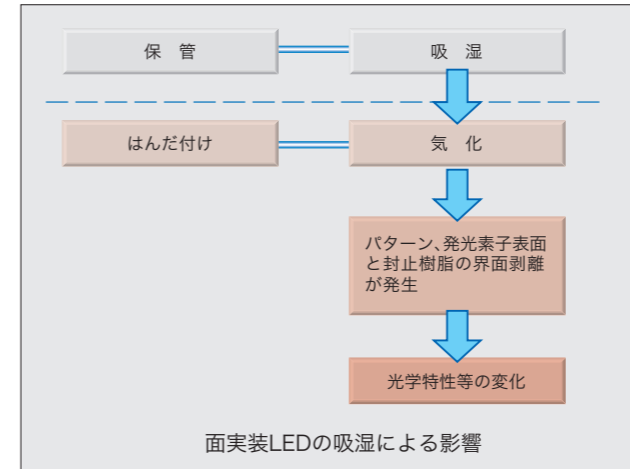 保　管
吸　湿
はんだ付け
気　化
パターン、発光素子表面
と封止樹脂の界面剥離
が発生
光学特性等の変化
面実装LEDの吸湿による影響